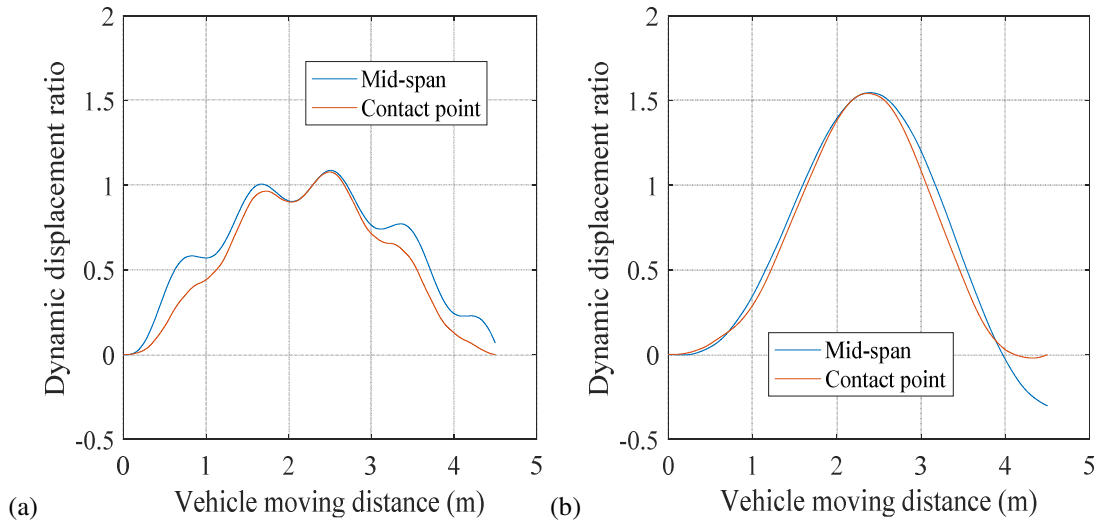 2
1.5
1
0.5
0
-0.5
0 1 2 3 4 5
Dynamic displacement ratio
Vehicle moving distance (m)
Mid-span
Contact point
(a)
2
1.5
1
0.5
0
-0.5
0 1 2 3 4 5
Dynamic displacement ratio
Vehicle moving distance (m)
Mid-span
Contact point
(b)